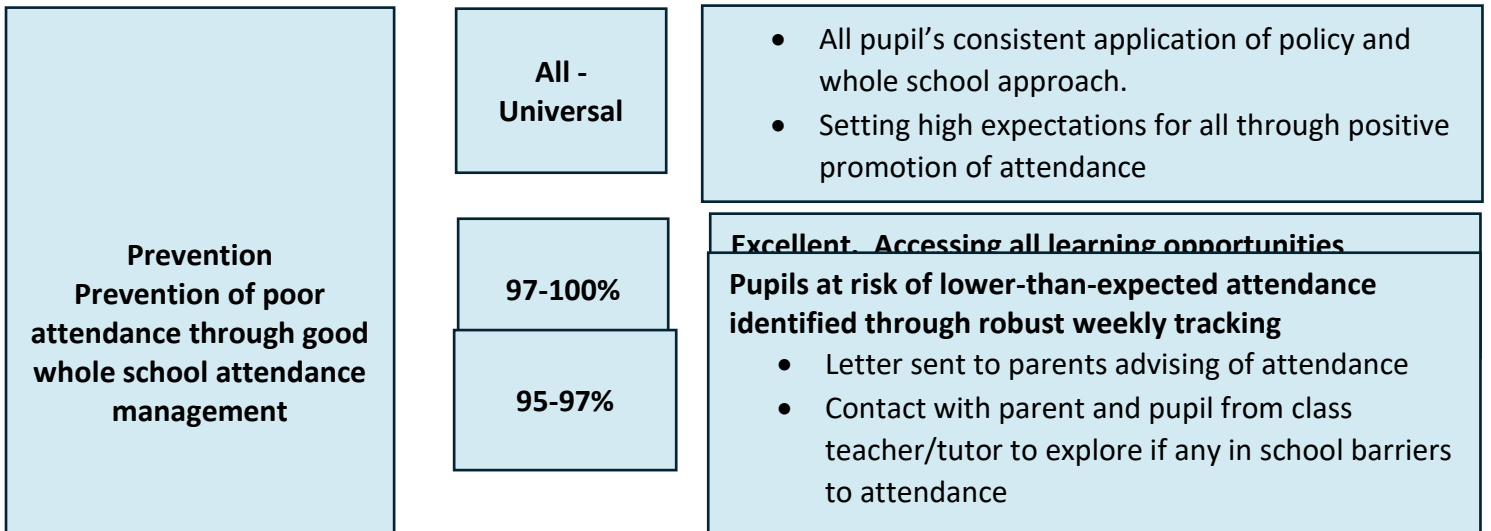 Prevention
Prevention of poor
attendance through good
whole school attendance
management
All -
Universal
• All pupil's consistent application of policy and
whole school approach.
• Setting high expectations for all through positive
promotion of attendance
97-100%
Excellent. Accessing all learning opportunities
95-97%
Pupils at risk of lower-than-expected attendance
identified through robust weekly tracking
• Letter sent to parents advising of attendance
• Contact with parent and pupil from class
teacher/tutor to explore if any in school barriers
to attendance